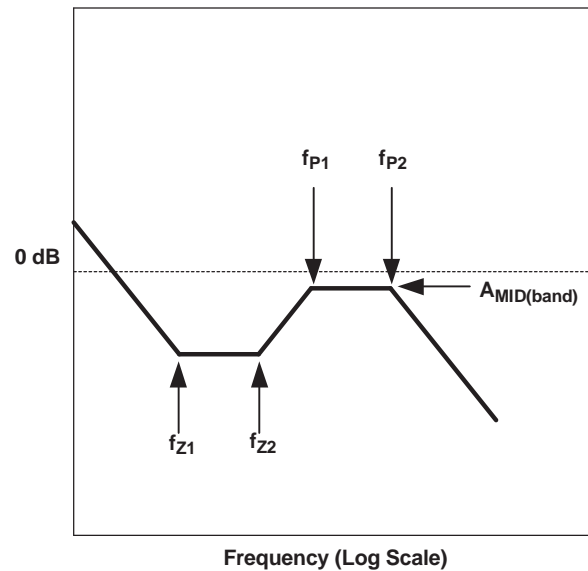 fP1 fP2
0 dB
AMID(band)
fZ1 fZ2
Frequency (Log Scale)